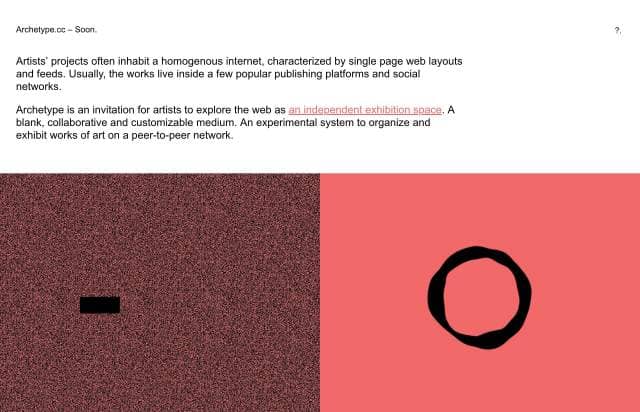 Archetype.cc – Soon.
?.
Artists’ projects often inhabit a homogenous internet, characterized by single page web layouts
and feeds. Usually, the works live inside a few popular publishing platforms and social
networks.
Archetype is an invitation for artists to explore the web as an independent exhibition space. A
blank, collaborative and customizable medium. An experimental system to organize and
exhibit works of art on a peer-to-peer network.